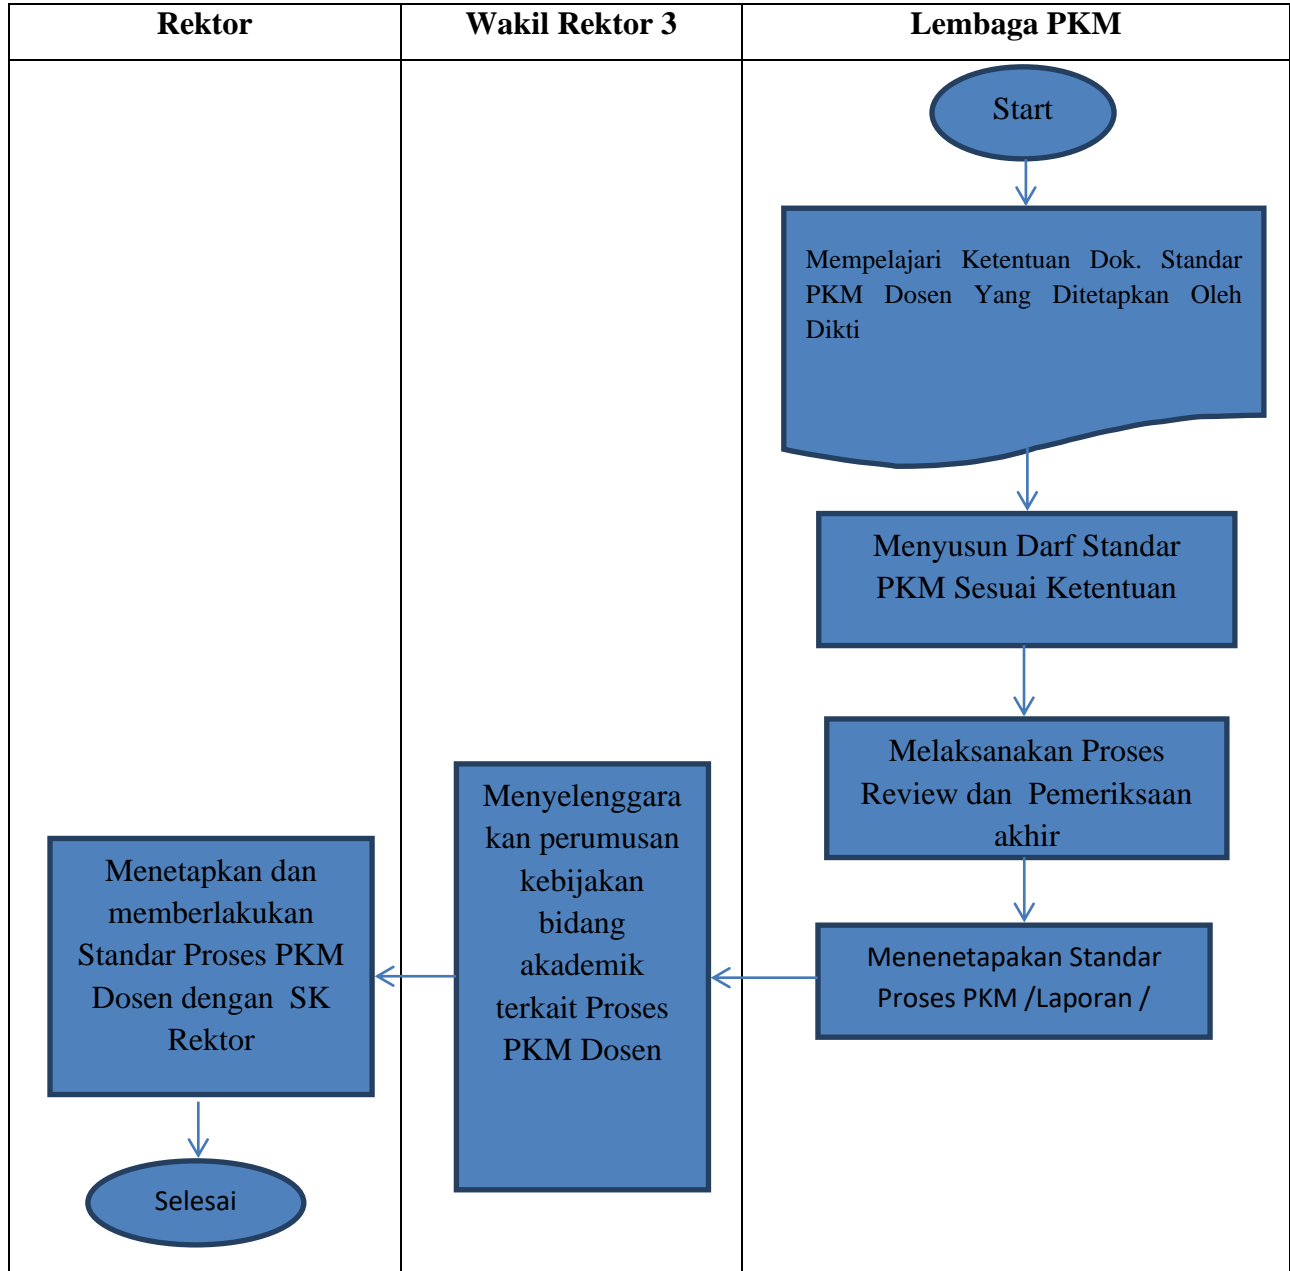 Rektor
Wakil Rektor 3
Lembaga PKM
Start
Mempelajari Ketentuan Dok. Standar
PKM Dosen Yang Ditetapkan Oleh
Dikti
Menyusun Darf Standar
PKM Sesuai Ketentuan
Melaksanakan Proses
Review dan Pemeriksaan
akhir
Menenetapakan Standar
Proses PKM /Laporan /
Menyelenggara
kan perumusan
kebijakan
bidang
akademik
terkait Proses
PKM Dosen
Menetapkan dan
memberlakukan
Standar Proses PKM
Dosen dengan SK
Rektor
Selesai